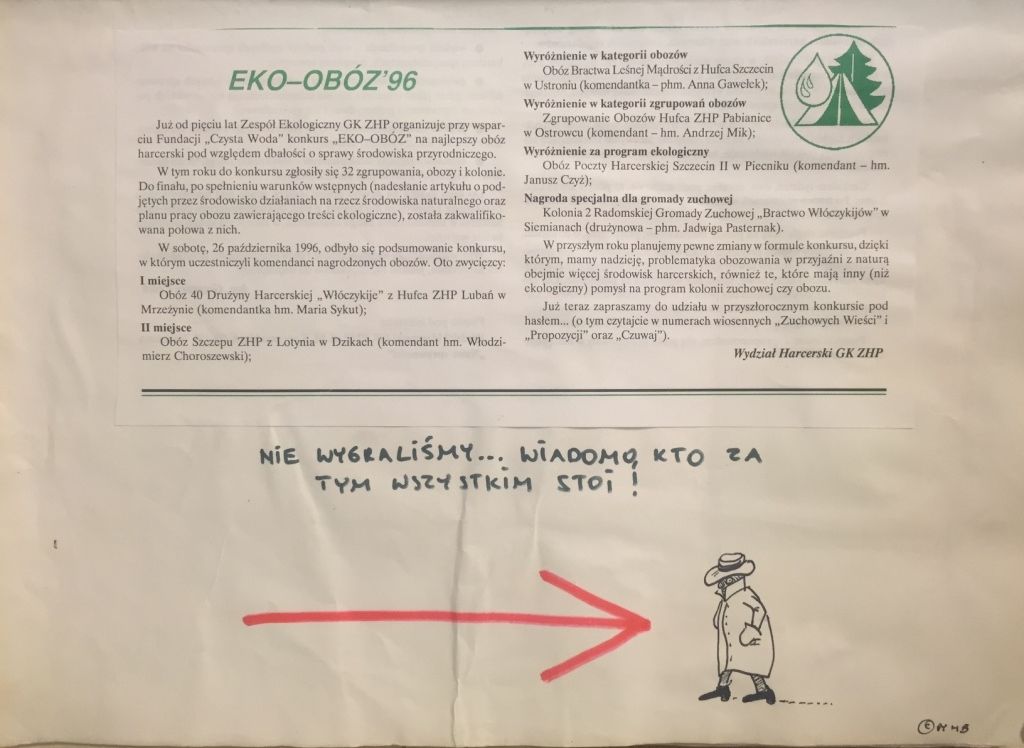 EKO–OBÓZ'96
Już od pięciu lat Zespół Ekologiczny GK ZHP organizuje przy wspar-
ciu Fundacji „Czysta Woda” konkurs „EKO–OBÓZ” na najlepszy obóz
harcerski pod względem dbałości o sprawy środowiska przyrodniczego.
W tym roku do konkursu zgłosiły się 32 zgrupowania, obozy i kolonie.
Do finału, po spełnieniu warunków wstępnych (nadesłanie artykułu o pod-
jętych przez środowisko działaniach na rzecz środowiska naturalnego oraz
planu pracy obozu zawierającego treści ekologiczne), została zakwalifiko-
wana połowa z nich.
W sobotę, 26 października 1996, odbyło się podsumowanie konkursu,
w którym uczestniczyli komendanci nagrodzonych obozów. Oto zwycięzcy:
I miejsce
Obóz 40 Drużyny Harcerskiej „Włóczykije” z Hufca ZHP Lubań w
Mrzeżynie (komendantka hm. Maria Sykut);
II miejsce
Obóz Szczepu ZHP z Lotynia w Dzikach (komendant hm. Włodzi-
mierz Choroszewski);
Wyróżnienie w kategorii obozów
Obóz Bractwa Leśnej Mądrości z Hufca Szczecin
w Ustroniu (komendantka – phm. Anna Gawełek);
Wyróżnienie w kategorii zgrupowań obozów
Zgrupowanie Obozów Hufca ZHP Pabianice
w Ostrowcu (komendant – hm. Andrzej Mik);
Wyróżnienie za program ekologiczny
Obóz Poczty Harcerskiej Szczecin II w Pieczniku (komendant – hm.
Janusz Czyż);
Nagroda specjalna dla gromady zuchowej
Kolonia 2 Radomskiej Gromady Zuchowej „Bractwo Włóczykijów” w
Siemianach (drużynowa – phm. Jadwiga Pasternak).
W przyszłym roku planujemy pewne zmiany w formule konkursu, dzięki
którym, mamy nadzieję, problematyka obozowania w przyjaźni z naturą
obejmie więcej środowisk harcerskich, również te, które mają inny (niż
ekologiczny) pomysł na program kolonii zuchowej czy obozu.
Już teraz zapraszamy do udziału w przyszłorocznym konkursie pod
hasłem... (o tym czytajcie w numerach wiosennych „Zuchowych Wieści” i
„Propozycji” oraz „Czuwaj”).
Wydział Harcerski GK ZHP
NIE WYGRALIŚMY... WIADOMO KTO ZA
TYM WSZYSTKIM STOI!